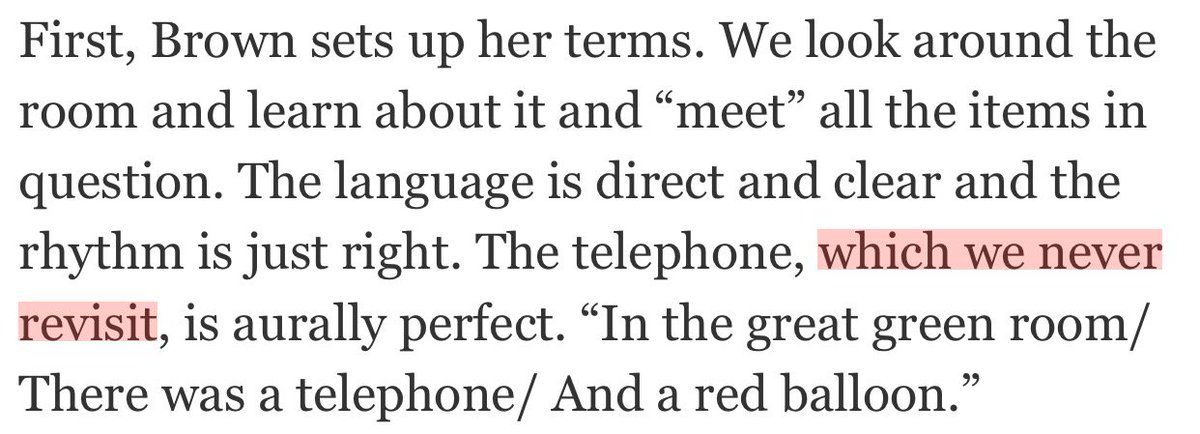 First, Brown sets up her terms. We look around the
room and learn about it and “meet” all the items in
question. The language is direct and clear and the
rhythm is just right. The telephone, which we never
revisit, is aurally perfect. “In the great green room/
There was a telephone/ And a red balloon.”